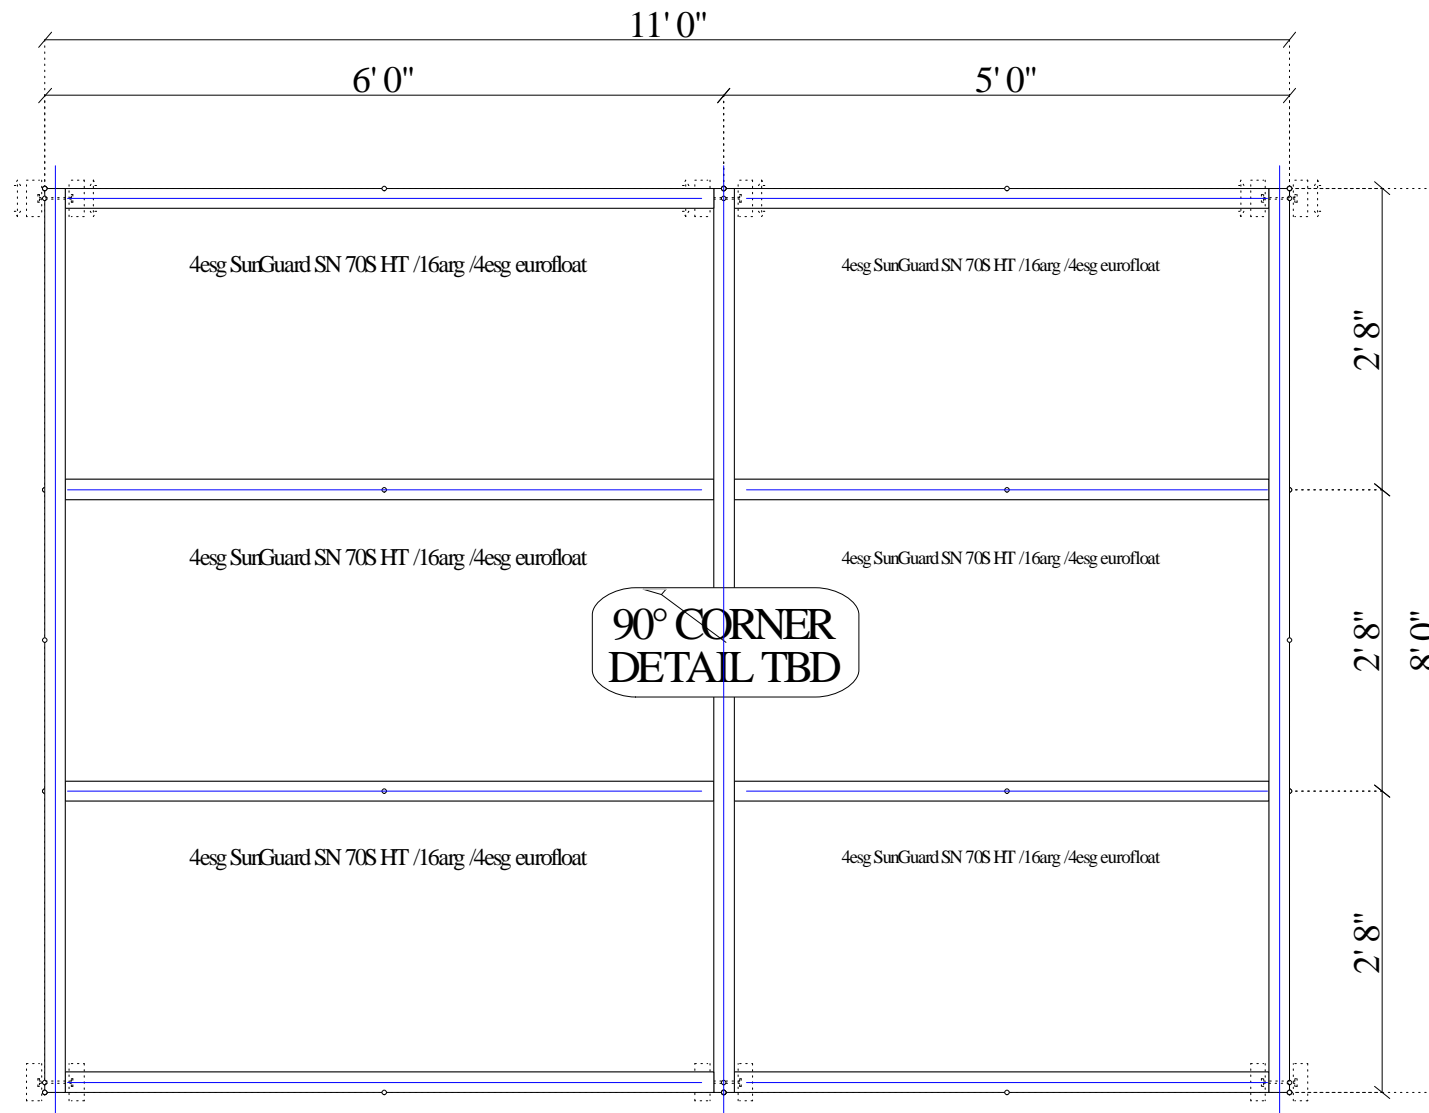 11' 0"
6' 0"
5' 0"
4esg SunGuard SN 70S HT /16arg /4esg eurofloat
4esg SunGuard SN 70S HT /16arg /4esg eurofloat
2' 8"
4esg SunGuard SN 70S HT /16arg /4esg eurofloat
4esg SunGuard SN 70S HT /16arg /4esg eurofloat
90° CORNER
DETAIL TBD
2' 8"
8' 0"
4esg SunGuard SN 70S HT /16arg /4esg eurofloat
4esg SunGuard SN 70S HT /16arg /4esg eurofloat
2' 8"